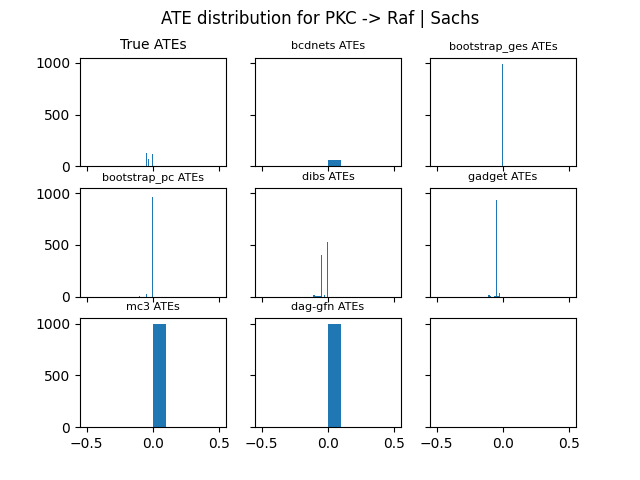 ATE distribution for PKC -> Raf | Sachs
True ATEs
bcdnets ATEs
bootstrap_ges ATEs
1000
500
0
bootstrap_pc ATEs
dibs ATEs
gadget ATEs
1000
500
0
mc3 ATEs
dag-gfn ATEs
1000
500
0
−0.5 0.0 0.5
−0.5 0.0 0.5
−0.5 0.0 0.5